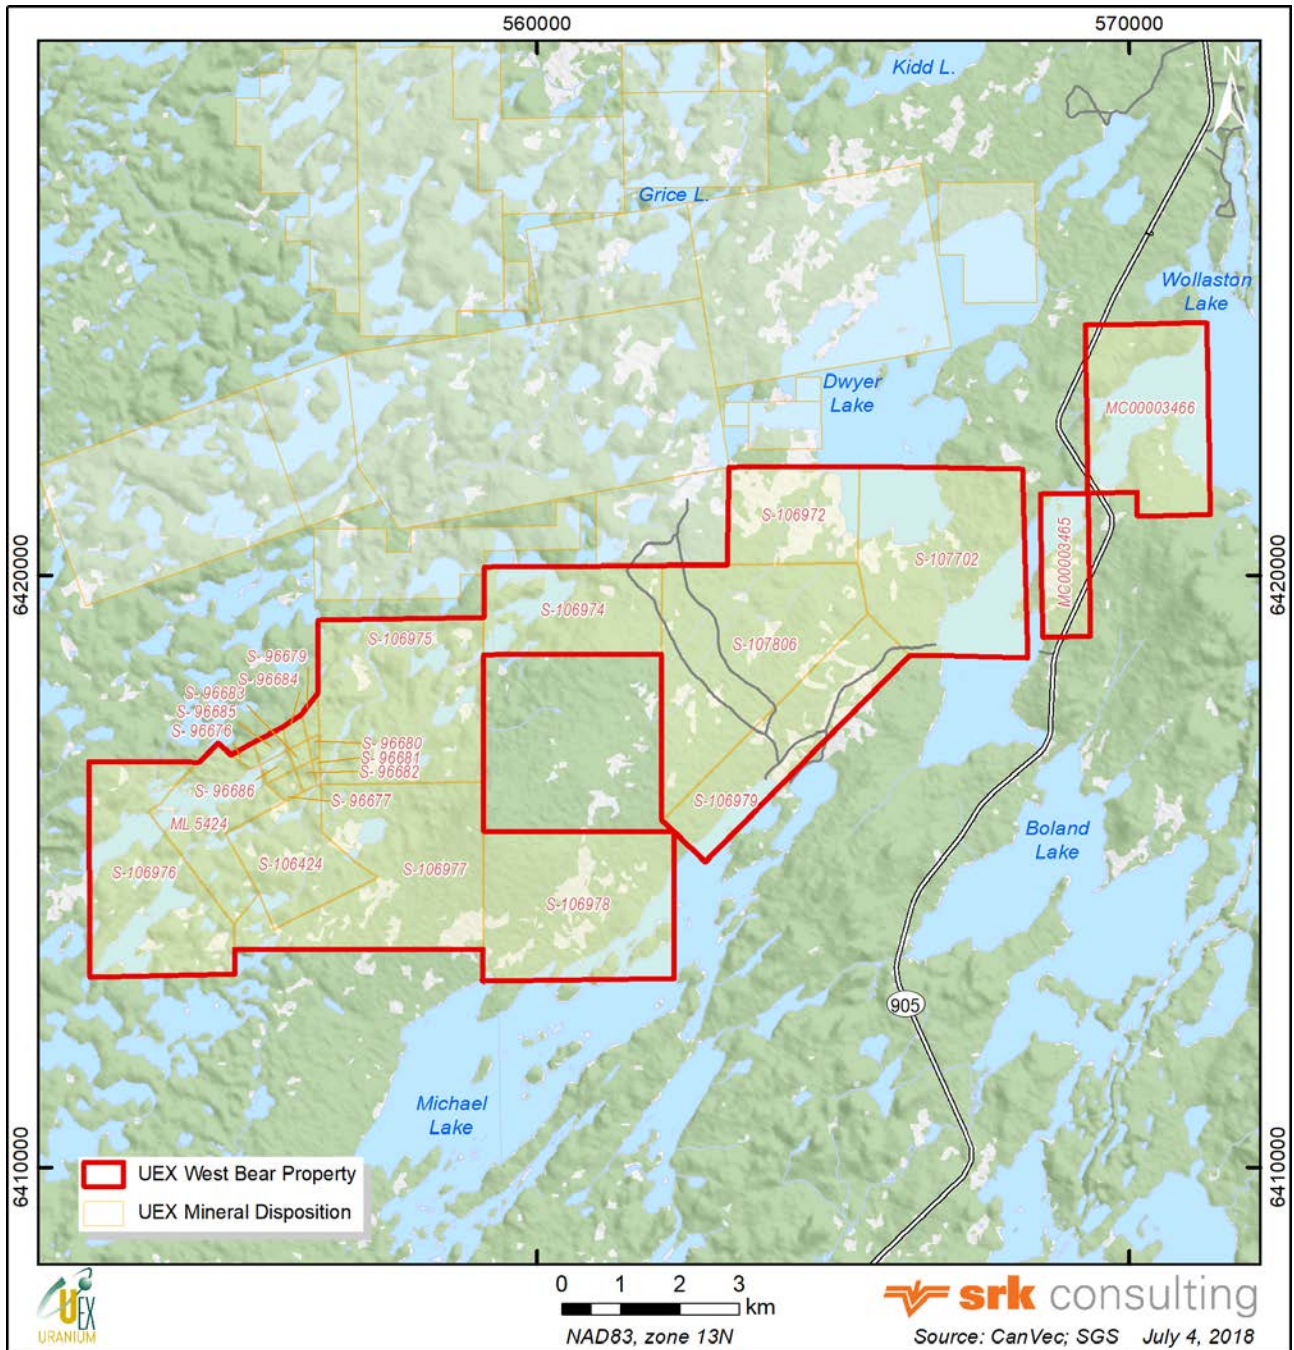 560000
570000
Kidd L.
N
Grice L.
Wollaston
Lake
Dwyer
Lake
MC00003466
S-106972
MC00003465
S-107702
6420000
6420000
S-106974
S-106975
S-107806
S- 96679
S- 96684
S- 96683
S- 96685
S- 96676
S- 96680
S- 96681
S- 96682
S- 96686
S- 96677
S-106979
ML 5424
Boland
Lake
S-106424
S-106976
S-106977
S-106978
905
Michael
Lake
6410000
6410000
UEX West Bear Property
UEX Mineral Disposition
0 1 2 3
km
NAD83, zone 13N
UEX
URANIUM
srk consulting
Source: CanVec; SGS July 4, 2018